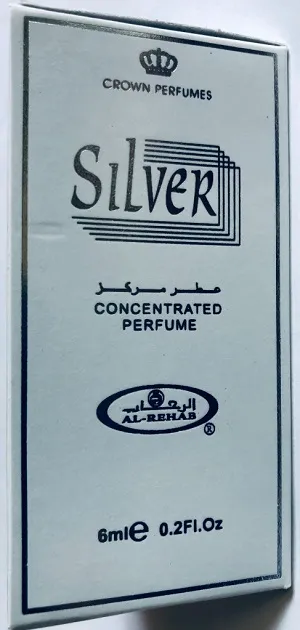 CROWN PERFUMES
SILVER
عطر مركز
CONCENTRATED
PERFUME
الرحاب
AL-REHAB
®
6ml℮ 0.2Fl.Oz